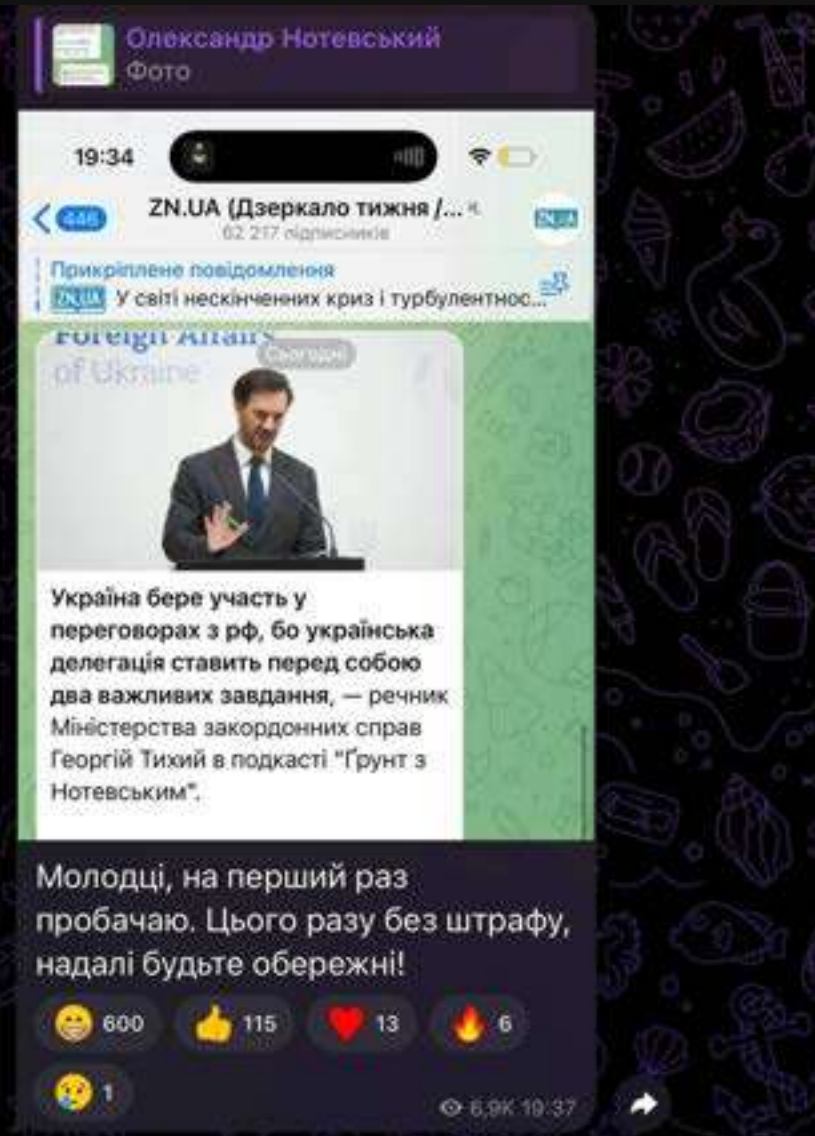 Олександр Нотевський
Фото
19:34
446
ZN.UA (Дзеркало тижня /...
ZN.UA
62 217 підписників
Прикріплене повідомлення
ZN.UA У світі нескінченних криз і турбулентнос...
Foreign Affairs
Сьогодні
of Ukraine
Україна бере участь у
переговорах з рф, бо українська
делегація ставить перед собою
два важливих завдання, — речник
Міністерства закордонних справ
Георгій Тихий в подкасті "Ґрунт з
Нотевським".
Молодці, на перший раз
пробачаю. Цього разу без штрафу,
надалі будьте обережні!
600 115 13 6
1
6,9K 19:37